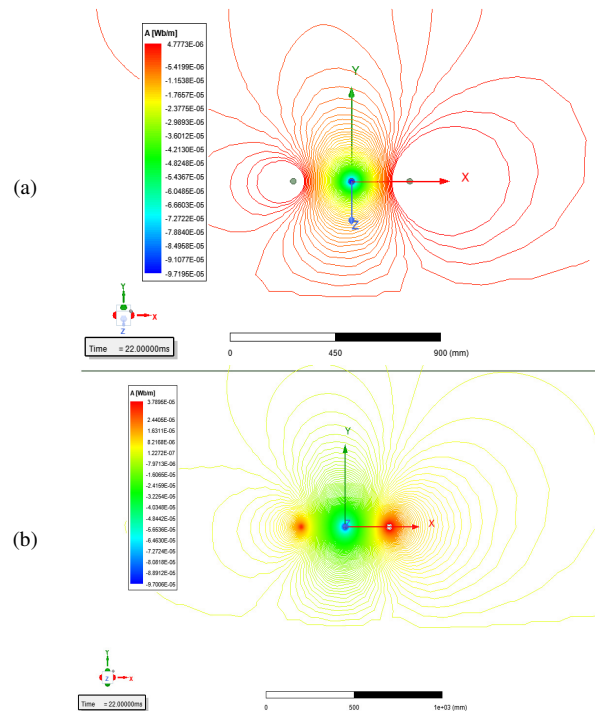 A [Wb/m]
4.7773E-06
-5.4199E-06
-1.1538E-05
-1.7657E-05
-2.3775E-05
-2.9893E-05
-3.6012E-05
-4.2130E-05
-4.8248E-05
-5.4367E-05
-6.0485E-05
-6.6603E-05
-7.2722E-05
-7.8840E-05
-8.4958E-05
-9.1077E-05
-9.7195E-05
Y
X
Z
(a)
Y
X
Z
Time = 22.00000ms
0 450 900 (mm)
A [Wb/m]
3.7895E-05
2.4405E-05
1.6311E-05
8.2168E-06
1.2272E-07
-7.9713E-06
-1.6065E-05
-2.4159E-05
-3.2254E-05
-4.0348E-05
-4.8442E-05
-5.6536E-05
-6.4630E-05
-7.2724E-05
-8.0818E-05
-8.8912E-05
-9.7006E-05
Y
X
Z
(b)
Y
Z X
Time = 22.00000ms
0 500 1e+03 (mm)